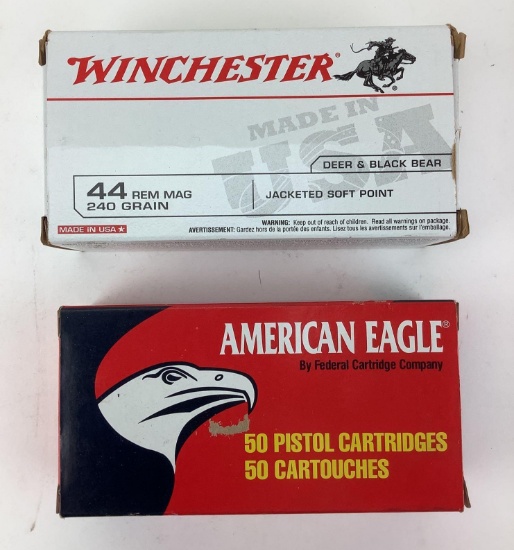 WINCHESTER®
MADE IN
USA
DEER & BLACK BEAR
44 REM MAG
240 GRAIN
JACKETED SOFT POINT
MADE IN USA ★
WARNING: Keep out of reach of children. Read all warnings on package.
AVERTISSEMENT: Gardez hors de la portée des enfants. Lisez tous les avertissements sur l'emballage.
AMERICAN EAGLE®
By Federal Cartridge Company
50 PISTOL CARTRIDGES
50 CARTOUCHES